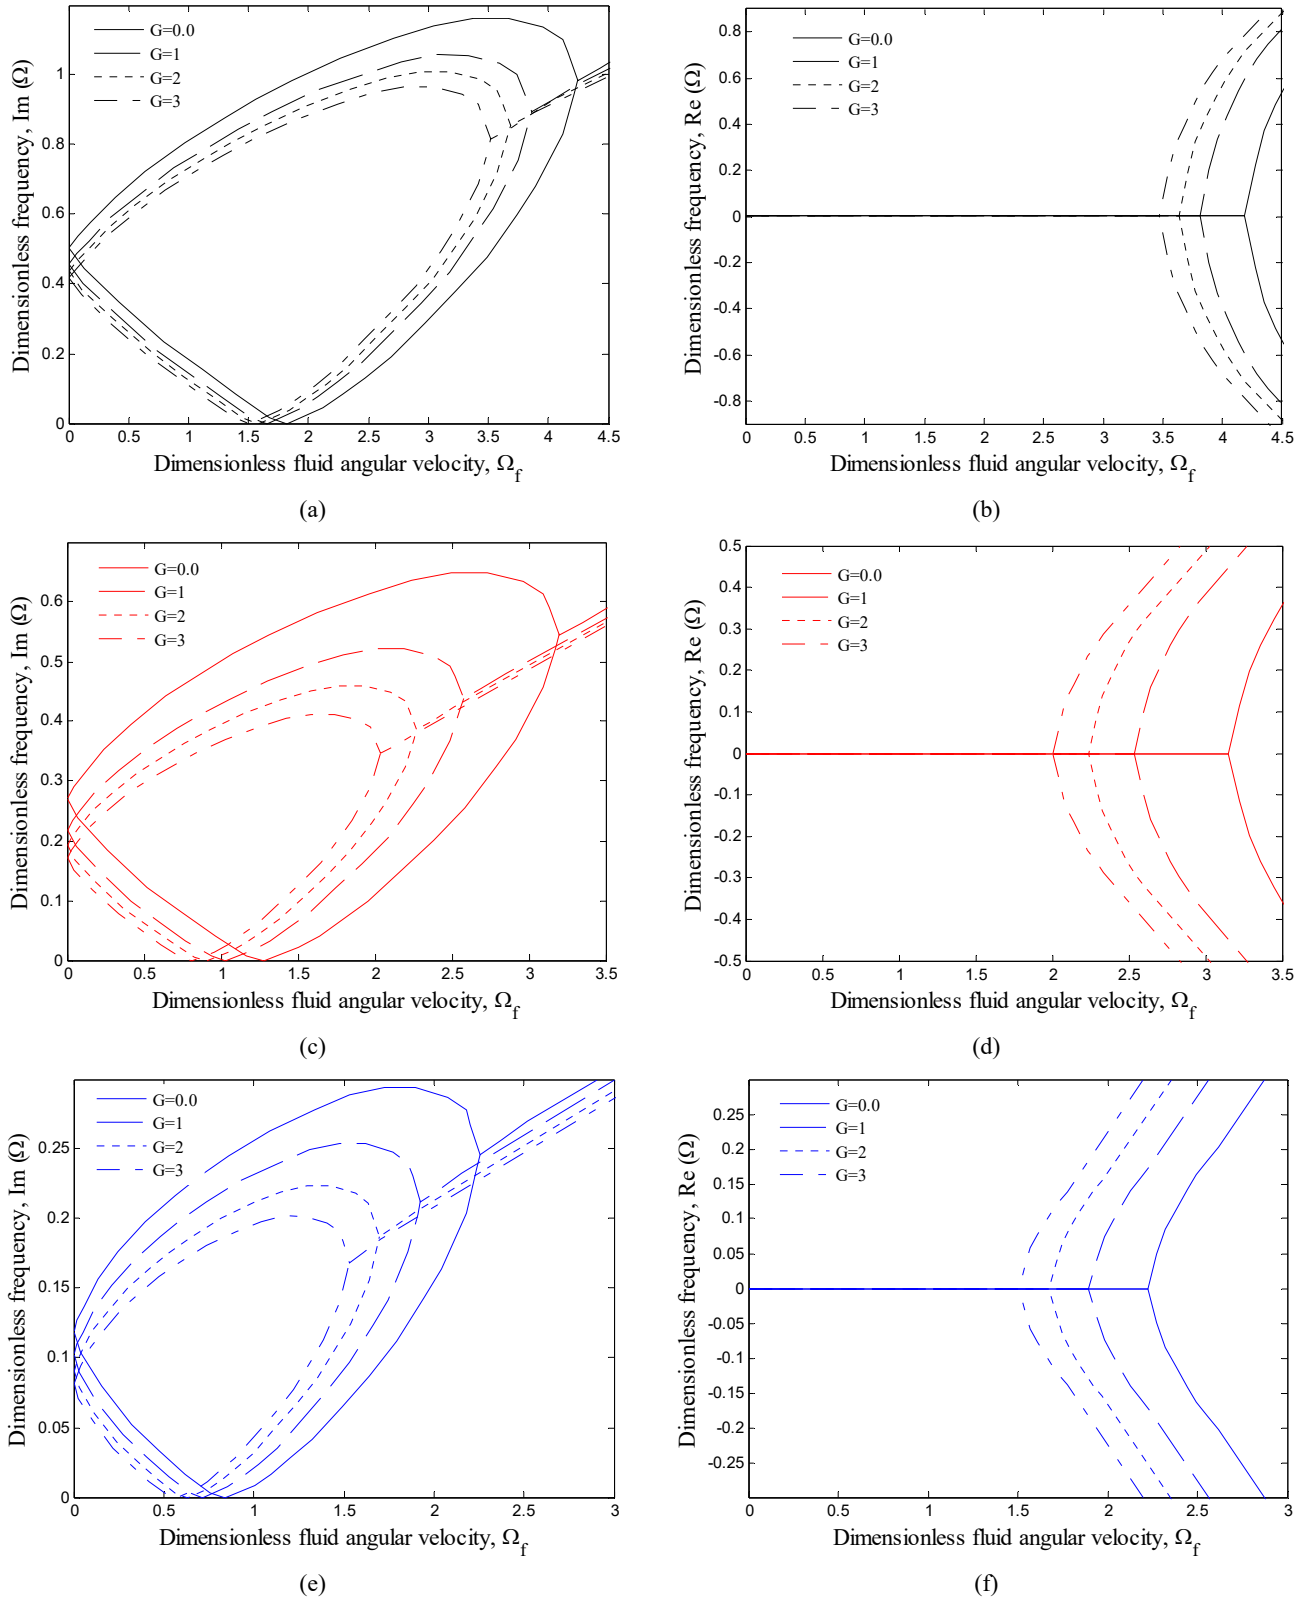 G=0.0
G=1
G=2
G=3
Dimensionless frequency, Im (Ω)
1
0.8
0.6
0.4
0.2
0
0 0.5 1 1.5 2 2.5 3 3.5 4 4.5
Dimensionless fluid angular velocity, Ωf
(a)
G=0.0
G=1
G=2
G=3
Dimensionless frequency, Re (Ω)
0.8
0.6
0.4
0.2
0
-0.2
-0.4
-0.6
-0.8
0 0.5 1 1.5 2 2.5 3 3.5 4 4.5
Dimensionless fluid angular velocity, Ωf
(b)
G=0.0
G=1
G=2
G=3
Dimensionless frequency, Im (Ω)
0.6
0.5
0.4
0.3
0.2
0.1
0
0 0.5 1 1.5 2 2.5 3 3.5
Dimensionless fluid angular velocity, Ωf
(c)
G=0.0
G=1
G=2
G=3
Dimensionless frequency, Re (Ω)
0.5
0.4
0.3
0.2
0.1
0
-0.1
-0.2
-0.3
-0.4
-0.5
0 0.5 1 1.5 2 2.5 3 3.5
Dimensionless fluid angular velocity, Ωf
(d)
G=0.0
G=1
G=2
G=3
Dimensionless frequency, Im (Ω)
0.25
0.2
0.15
0.1
0.05
0
0 0.5 1 1.5 2 2.5 3
Dimensionless fluid angular velocity, Ωf
(e)
G=0.0
G=1
G=2
G=3
Dimensionless frequency, Re (Ω)
0.25
0.2
0.15
0.1
0.05
0
-0.05
-0.1
-0.15
-0.2
-0.25
0 0.5 1 1.5 2 2.5 3
Dimensionless fluid angular velocity, Ωf
(f)